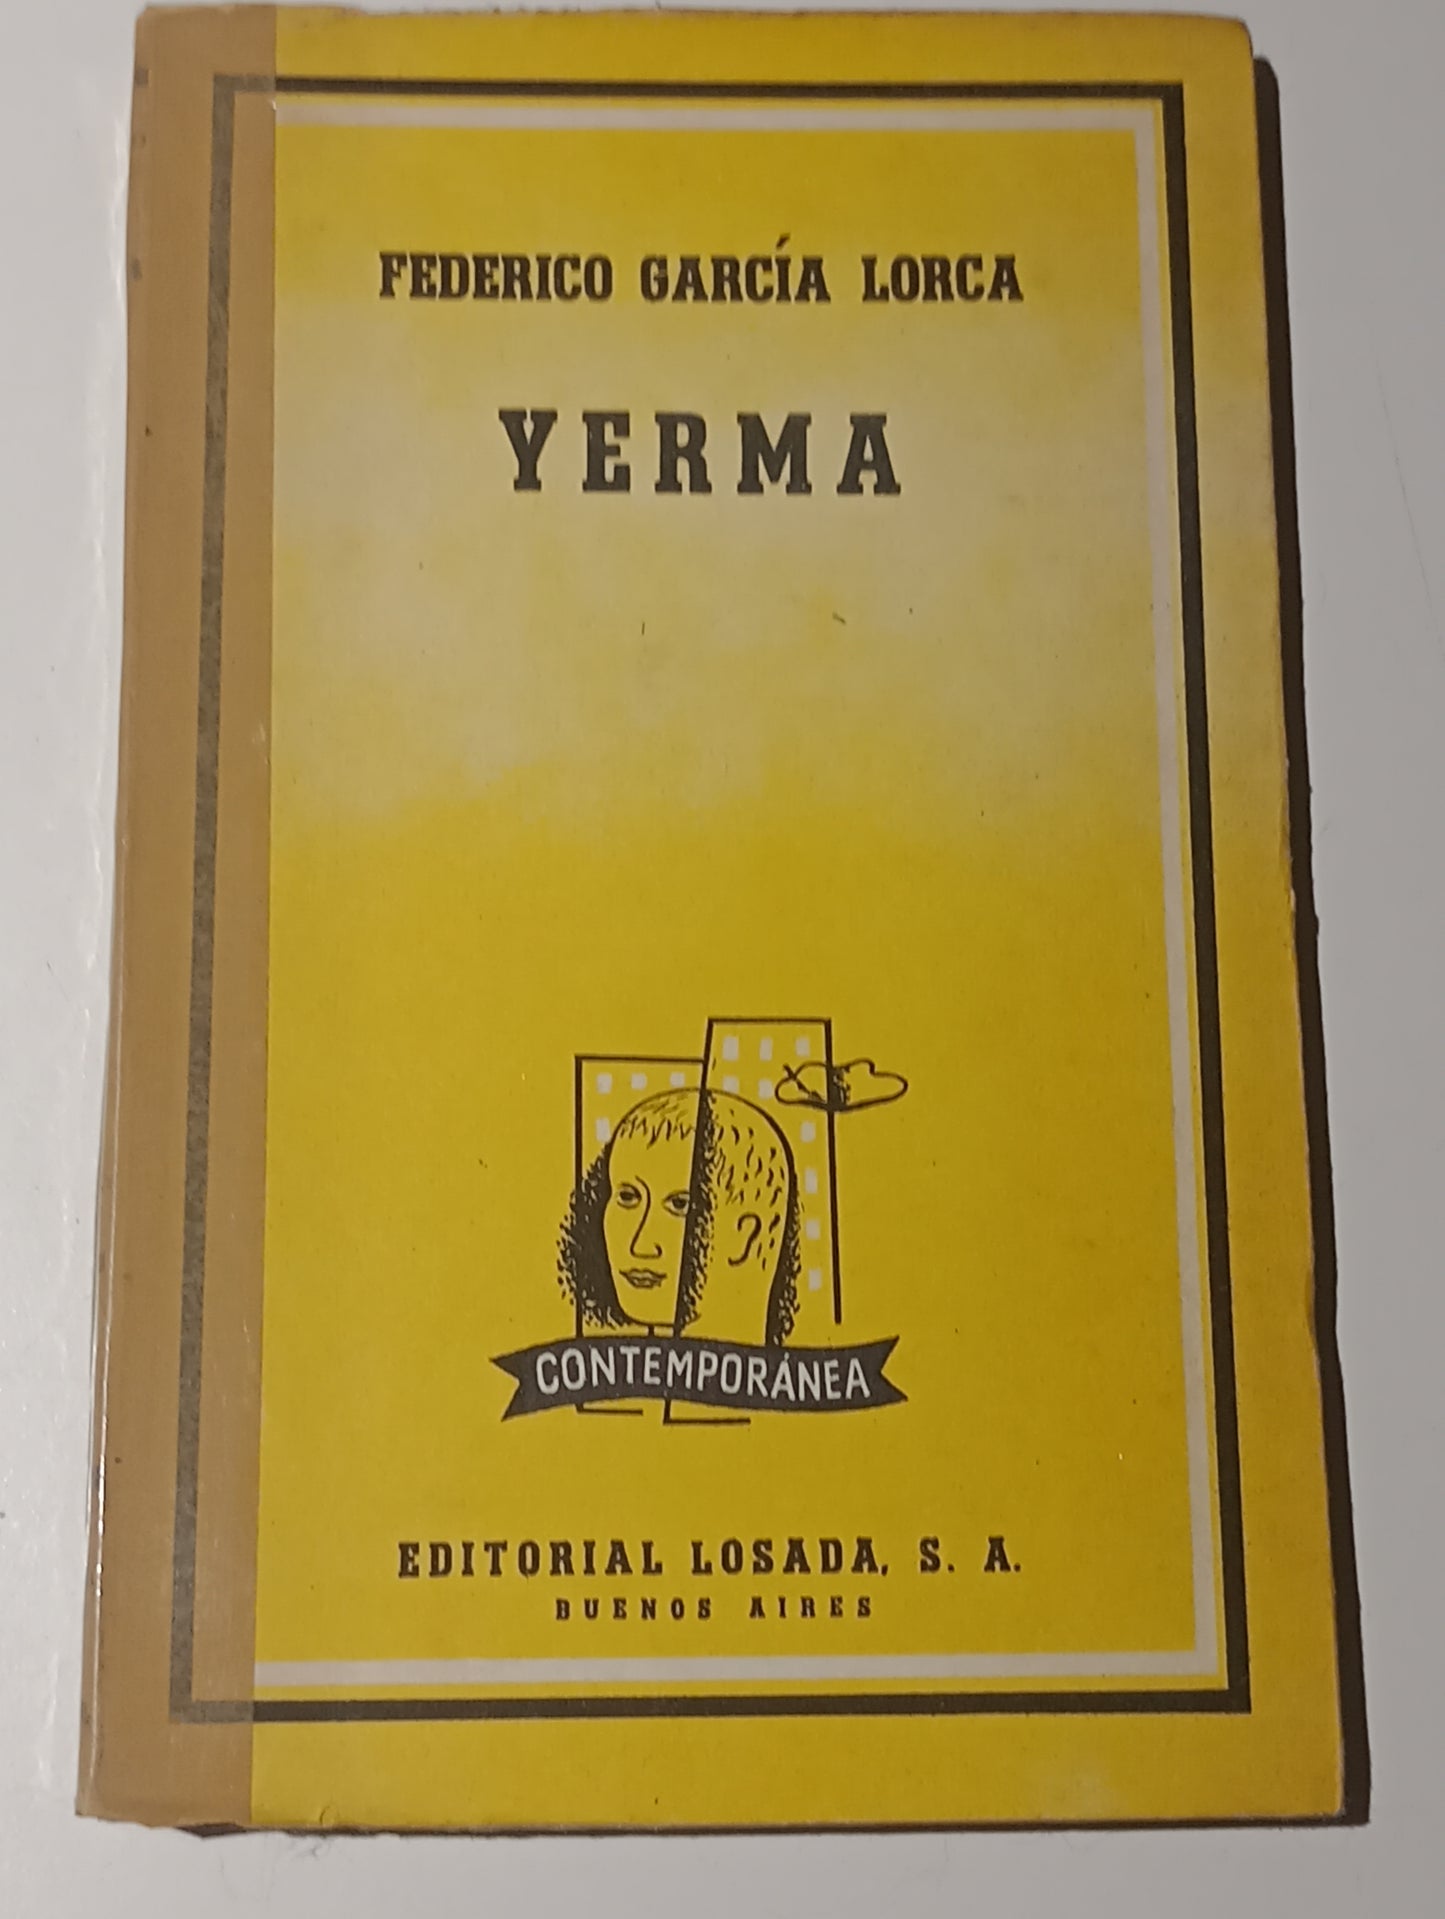 FEDERICO GARCÍA LORCA
YERMA
CONTEMPORÁNEA
EDITORIAL LOSADA, S. A.
BUENOS AIRES